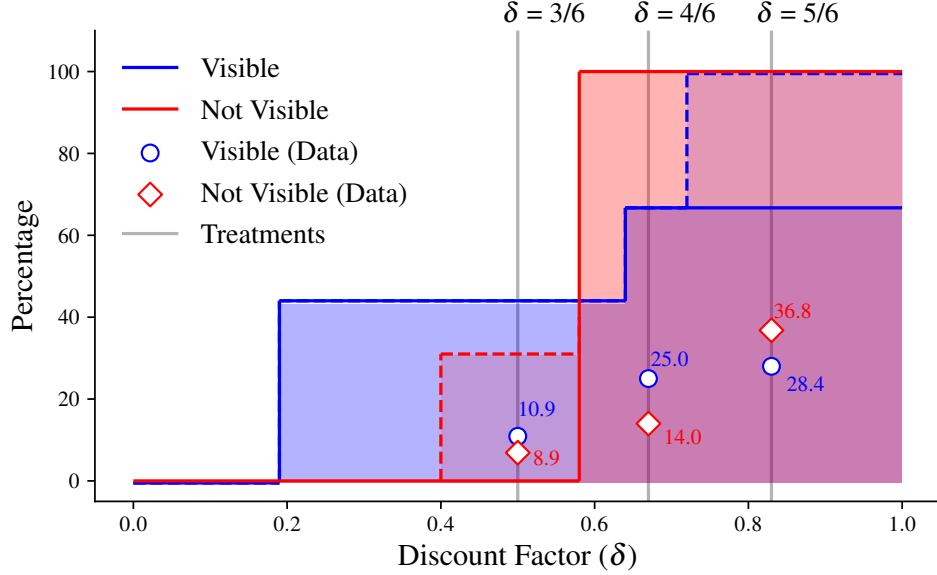 δ = 3/6
δ = 4/6
δ = 5/6
100
80
60
40
20
0
Percentage
Visible
Not Visible
Visible (Data)
Not Visible (Data)
Treatments
36.8
25.0
28.4
10.9
14.0
8.9
0.0
0.2
0.4
0.6
0.8
1.0
Discount Factor (δ)